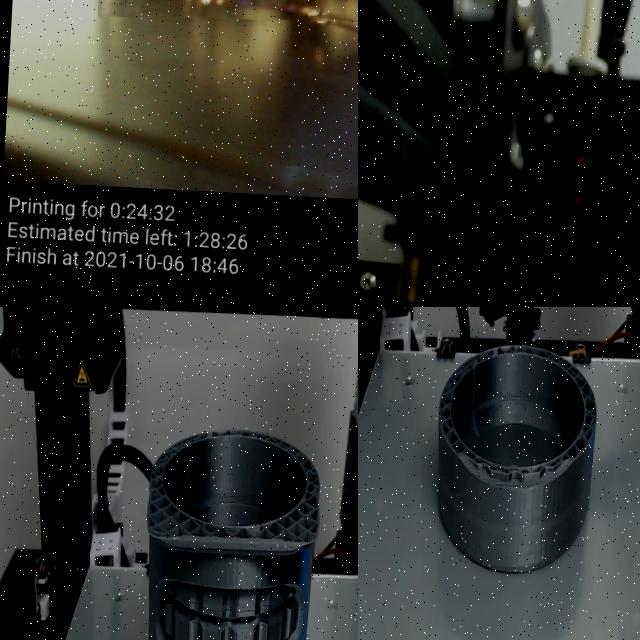 Printing for 0:24:32
Estimated time left: 1:28:26
Finish at 2021-10-06 18:46